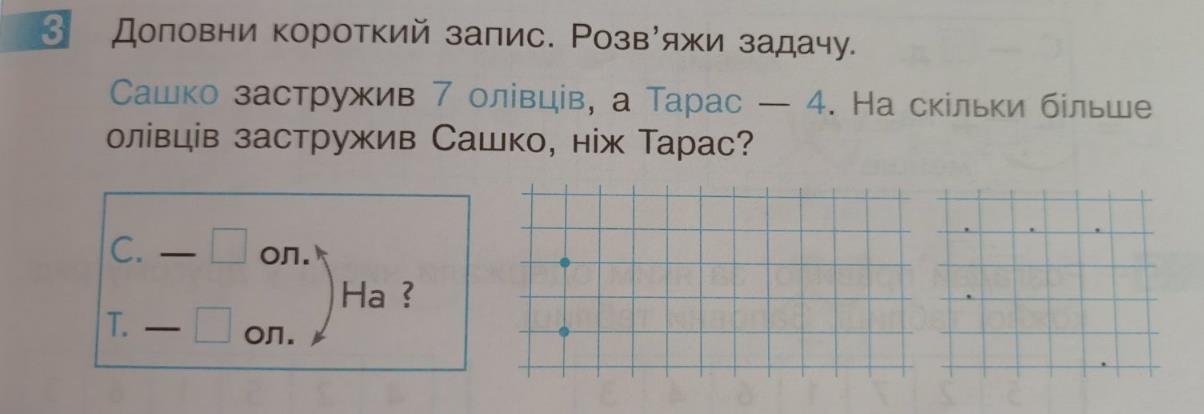 3 Доповни короткий запис. Розв’яжи задачу.
Сашко застружив 7 олівців, а Тарас — 4. На скільки більше
олівців застружив Сашко, ніж Тарас?
С. — ол.
На ?
Т. — ол.